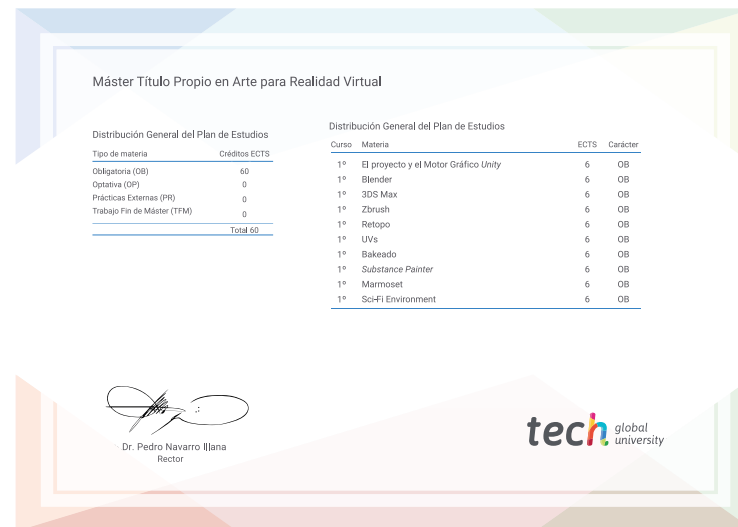 Máster Título Propio en Arte para Realidad Virtual
Distribución General del Plan de Estudios
Tipo de materia Créditos ECTS
Obligatoria (OB) 60
Optativa (OP) 0
Prácticas Externas (PR) 0
Trabajo Fin de Máster (TFM) 0
Total 60
Distribución General del Plan de Estudios
Curso Materia ECTS Carácter
1º El proyecto y el Motor Gráfico Unity 6 OB
1º Blender 6 OB
1º 3DS Max 6 OB
1º Zbrush 6 OB
1º Retopo 6 OB
1º UVs 6 OB
1º Bakeado 6 OB
1º Substance Painter 6 OB
1º Marmoset 6 OB
1º Sci-Fi Environment 6 OB
Dr. Pedro Navarro Illana
Rector
tech global
university